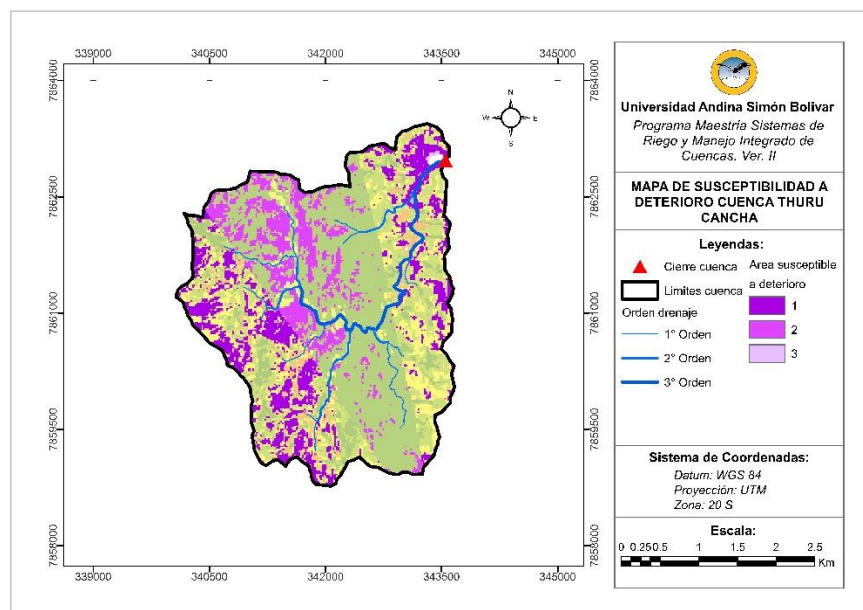 339000 340500 342000 343500 345000
7864000 7864000
7862500 7862500
7861000 7861000
7859500 7859500
7858000 7858000
339000 340500 342000 343500 345000
N
W E
S
Universidad Andina Simón Bolivar
Programa Maestría Sistemas de
Riego y Manejo Integrado de
Cuencas. Ver. II
MAPA DE SUSCEPTIBILIDAD A
DETERIORO CUENCA THURU
CANCHA
Leyendas:
Cierre cuenca
Limites cuenca
Orden drenaje
1° Orden
2° Orden
3° Orden
Area susceptible
a deterioro
1
2
3
Sistema de Coordenadas:
Datum: WGS 84
Proyección: UTM
Zona: 20 S
Escala:
0 0.25 0.5 1 1.5 2 2.5
Km